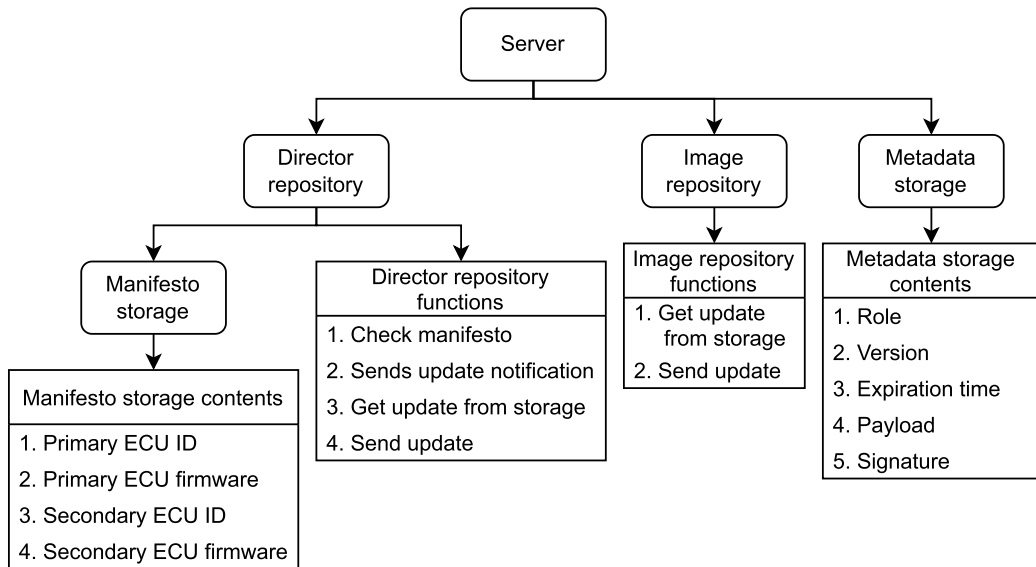 Server
Director
repository
Image
repository
Metadada
storage
Manifesto
storage
Director repository
functions
1. Check manifesto
2. Sends update notification
3. Get update from storage
4. Send update
Image repository
functions
1. Get update
from storage
2. Send update
Metadata storage
contents
1. Role
2. Version
3. Expiration time
4. Payload
5. Signature
Manifesto storage contents
1. Primary ECU ID
2. Primary ECU firmware
3. Secondary ECU ID
4. Secondary ECU firmware